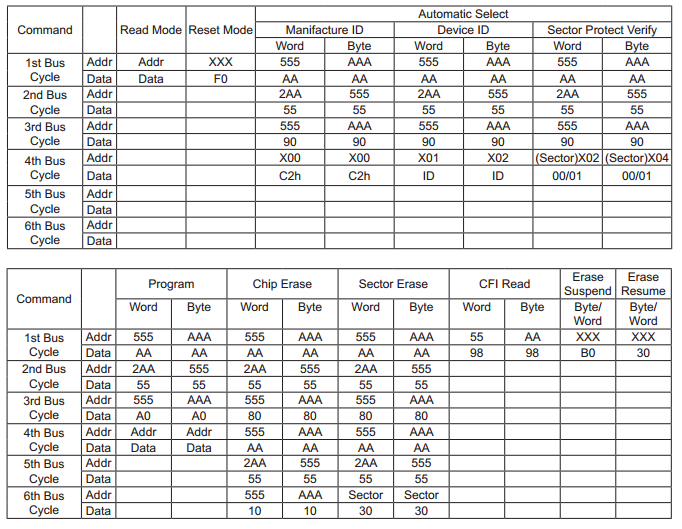 Automatic Select
Command Read Mode Reset Mode Manifacture ID Device ID Sector Protect Verify
Word Byte Word Byte Word Byte
1st Bus Cycle Addr Addr XXX 555 AAA 555 AAA 555 AAA
Data Data F0 AA AA AA AA AA AA
2nd Bus Cycle Addr 2AA 555 2AA 555 2AA 555
Data 55 55 55 55 55 55
3rd Bus Cycle Addr 555 AAA 555 AAA 555 AAA
Data 90 90 90 90 90 90
4th Bus Cycle Addr X00 X00 X01 X02 (Sector)X02 (Sector)X04
Data C2h C2h ID ID 00/01 00/01
5th Bus Cycle Addr
Data
6th Bus Cycle Addr
Data
Command Program Chip Erase Sector Erase CFI Read Erase Suspend Erase Resume
Word Byte Word Byte Word Byte Word Byte Byte/ Word Byte/ Word
1st Bus Cycle Addr 555 AAA 555 AAA 555 AAA 55 AA XXX XXX
Data AA AA AA AA AA AA 98 98 B0 30
2nd Bus Cycle Addr 2AA 555 2AA 555 2AA 555
Data 55 55 55 55 55 55
3rd Bus Cycle Addr 555 AAA 555 AAA 555 AAA
Data A0 A0 80 80 80 80
4th Bus Cycle Addr Addr Addr 555 AAA 555 AAA
Data Data Data AA AA AA AA
5th Bus Cycle Addr 2AA 555 2AA 555
Data 55 55 55 55
6th Bus Cycle Addr 555 AAA Sector Sector
Data 10 10 30 30